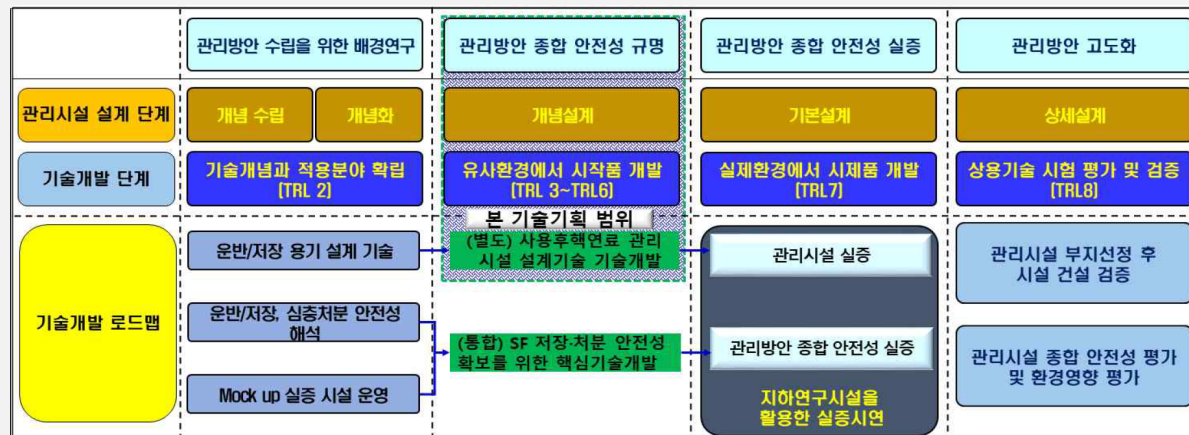 관리방안 수립을 위한 배경연구
관리방안 종합 안전성 규명
관리방안 종합 안전성 실증
관리방안 고도화
관리시설 설계 단계
개념 수립
개념화
개념설계
기본설계
상세설계
기술개발 단계
기술개념과 적용분야 확립
(TRL 2)
유사환경에서 시작품 개발
(TRL 3~TRL6)
실제환경에서 시제품 개발
(TRL7)
상용기술 시험 평가 및 검증
(TRL8)
본 기술기획 범위
기술개발 로드맵
운반/저장 용기 설계 기술
(별도) 사용후핵연료 관리
시설 설계기술 기술개발
관리시설 실증
관리시설 부지선정 후
시설 건설 검증
운반/저장, 심층처분 안전성
해석
(통합) SF 저장·처분 안전성
확보를 위한 핵심기술개발
관리방안 종합 안전성 실증
관리시설 종합 안전성 평가
및 환경영향 평가
Mock up 실증 시설 운영
지하연구시설을
활용한 실증시연